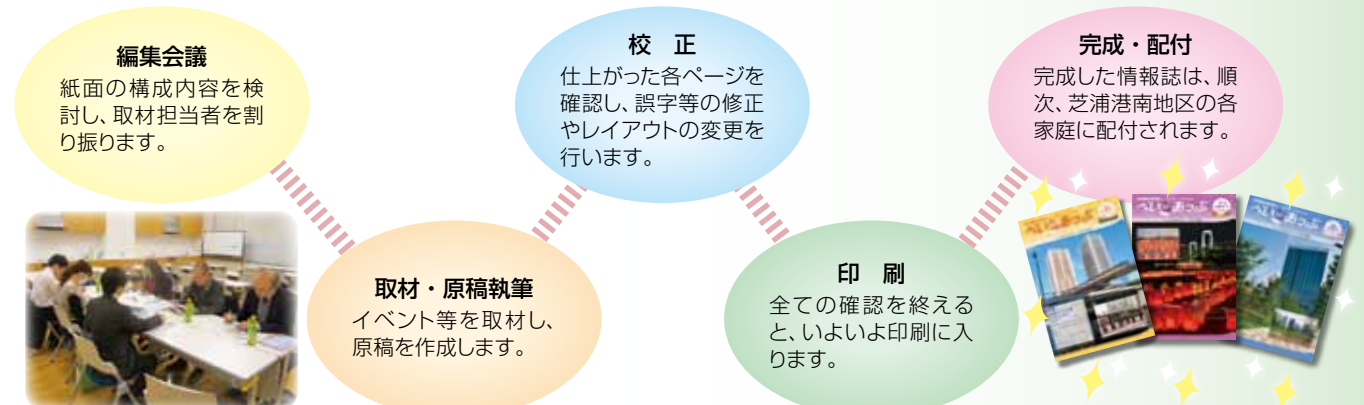 編集会議
紙面の構成内容を検
討し、取材担当者を割
り振ります。
取材・原稿執筆
イベント等を取材し、
原稿を作成します。
校　正
仕上がった各ページを
確認し、誤字等の修正
やレイアウトの変更を
行います。
印　刷
全ての確認を終える
と、いよいよ印刷に入
ります。
完成・配付
完成した情報誌は、順
次、芝浦港南地区の各
家庭に配付されます。
べいあっぷ